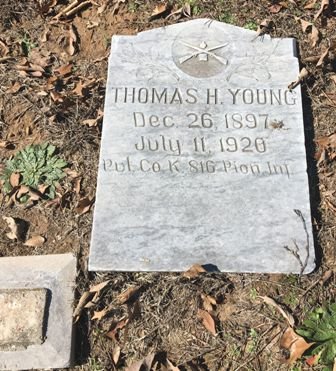 THOMAS H. YOUNG
Dec. 26, 1897
July 11, 1920
Pvt. Co K 816 Pion. Inf.